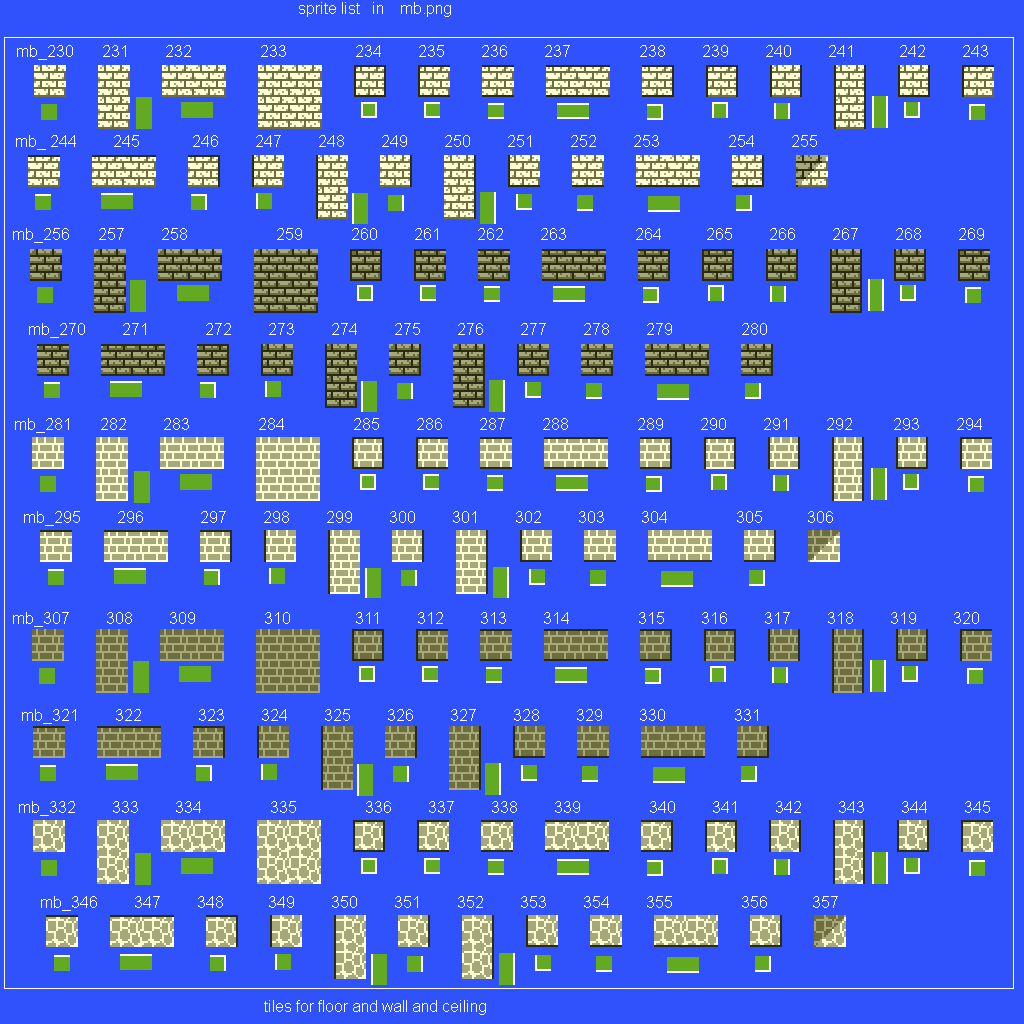 sprite list in mb.png
mb_230 231 232 233 234 235 236 237 238 239 240 241 242 243
mb_ 244 245 246 247 248 249 250 251 252 253 254 255
mb_256 257 258 259 260 261 262 263 264 265 266 267 268 269
mb_270 271 272 273 274 275 276 277 278 279 280
mb_281 282 283 284 285 286 287 288 289 290 291 292 293 294
mb_295 296 297 298 299 300 301 302 303 304 305 306
mb_307 308 309 310 311 312 313 314 315 316 317 318 319 320
mb_321 322 323 324 325 326 327 328 329 330 331
mb_332 333 334 335 336 337 338 339 340 341 342 343 344 345
mb_346 347 348 349 350 351 352 353 354 355 356 357
tiles for floor and wall and ceiling